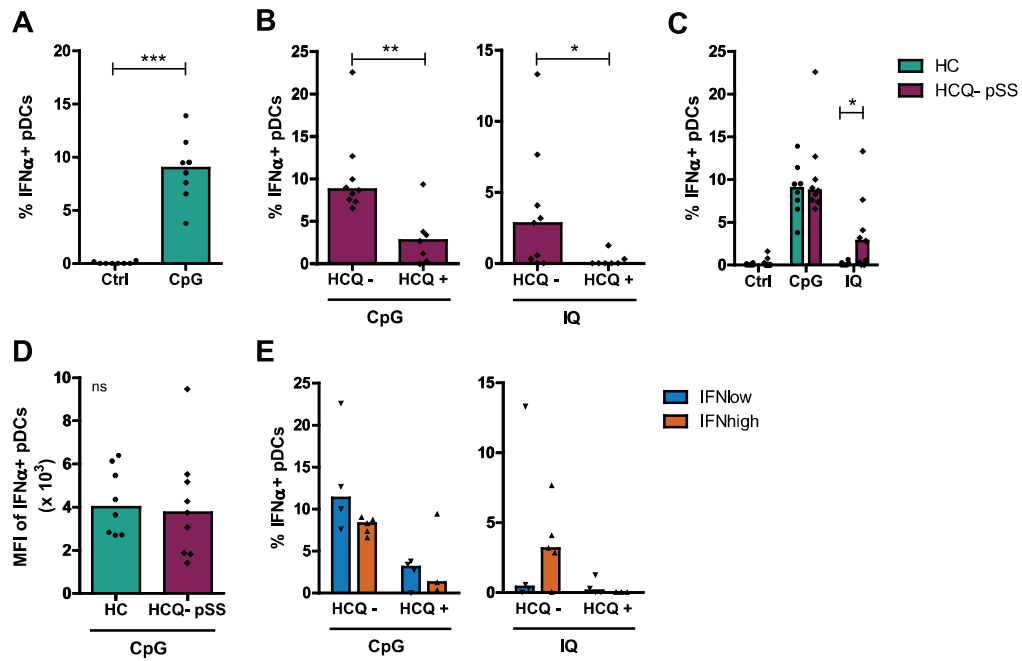 A
% IFNα+ pDCs
20
15
10
5
0
***
Ctrl CpG
B
% IFNα+ pDCs
25
20
15
10
5
0
**
HCQ - HCQ +
CpG
15
10
5
0
*
HCQ - HCQ +
IQ
C
% IFNα+ pDCs
25
20
15
10
5
0
*
Ctrl CpG IQ
HC
HCQ- pSS
D
MFI of IFNα+ pDCs
(x 10³)
10
8
6
4
2
0
ns
HC HCQ- pSS
CpG
E
% IFNα+ pDCs
25
20
15
10
5
0
HCQ - HCQ +
CpG
15
10
5
0
HCQ - HCQ +
IQ
IFNlow
IFNhigh